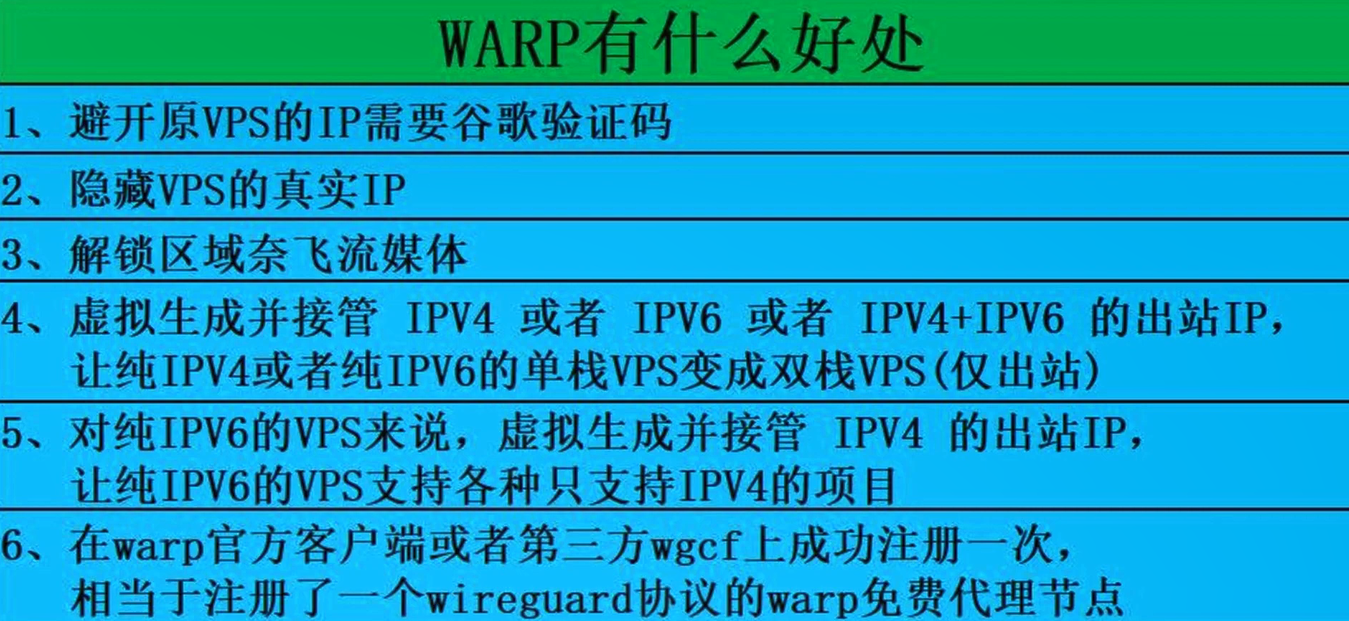 WARP有什么好处
1、避开原VPS的IP需要谷歌验证码
2、隐藏VPS的真实IP
3、解锁区域奈飞流媒体
4、虚拟生成并接管 IPV4 或者 IPV6 或者 IPV4+IPV6 的出站IP，
让纯IPV4或者纯IPV6的单栈VPS变成双栈VPS(仅出站)
5、对纯IPV6的VPS来说，虚拟生成并接管 IPV4 的出站IP，
让纯IPV6的VPS支持各种只支持IPV4的项目
6、在warp官方客户端或者第三方wgcf上成功注册一次，
相当于注册了一个wireguard协议的warp免费代理节点